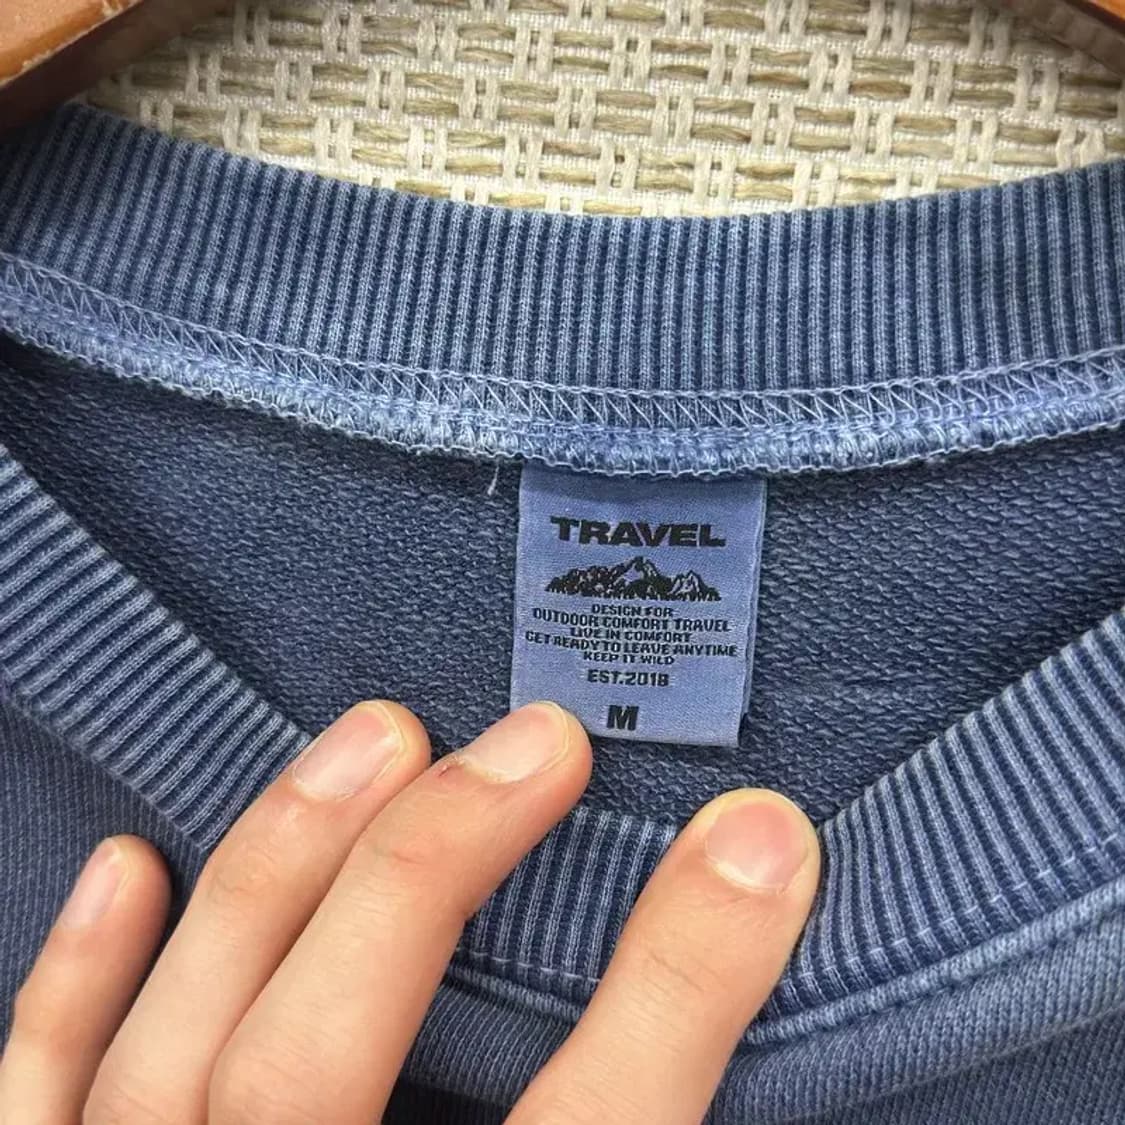 TRAVEL
DESIGN FOR
OUTDOOR COMFORT TRAVEL
LIVE IN COMFORT
GET READY TO LEAVE ANYTIME
KEEP IT WILD
EST.2018
M